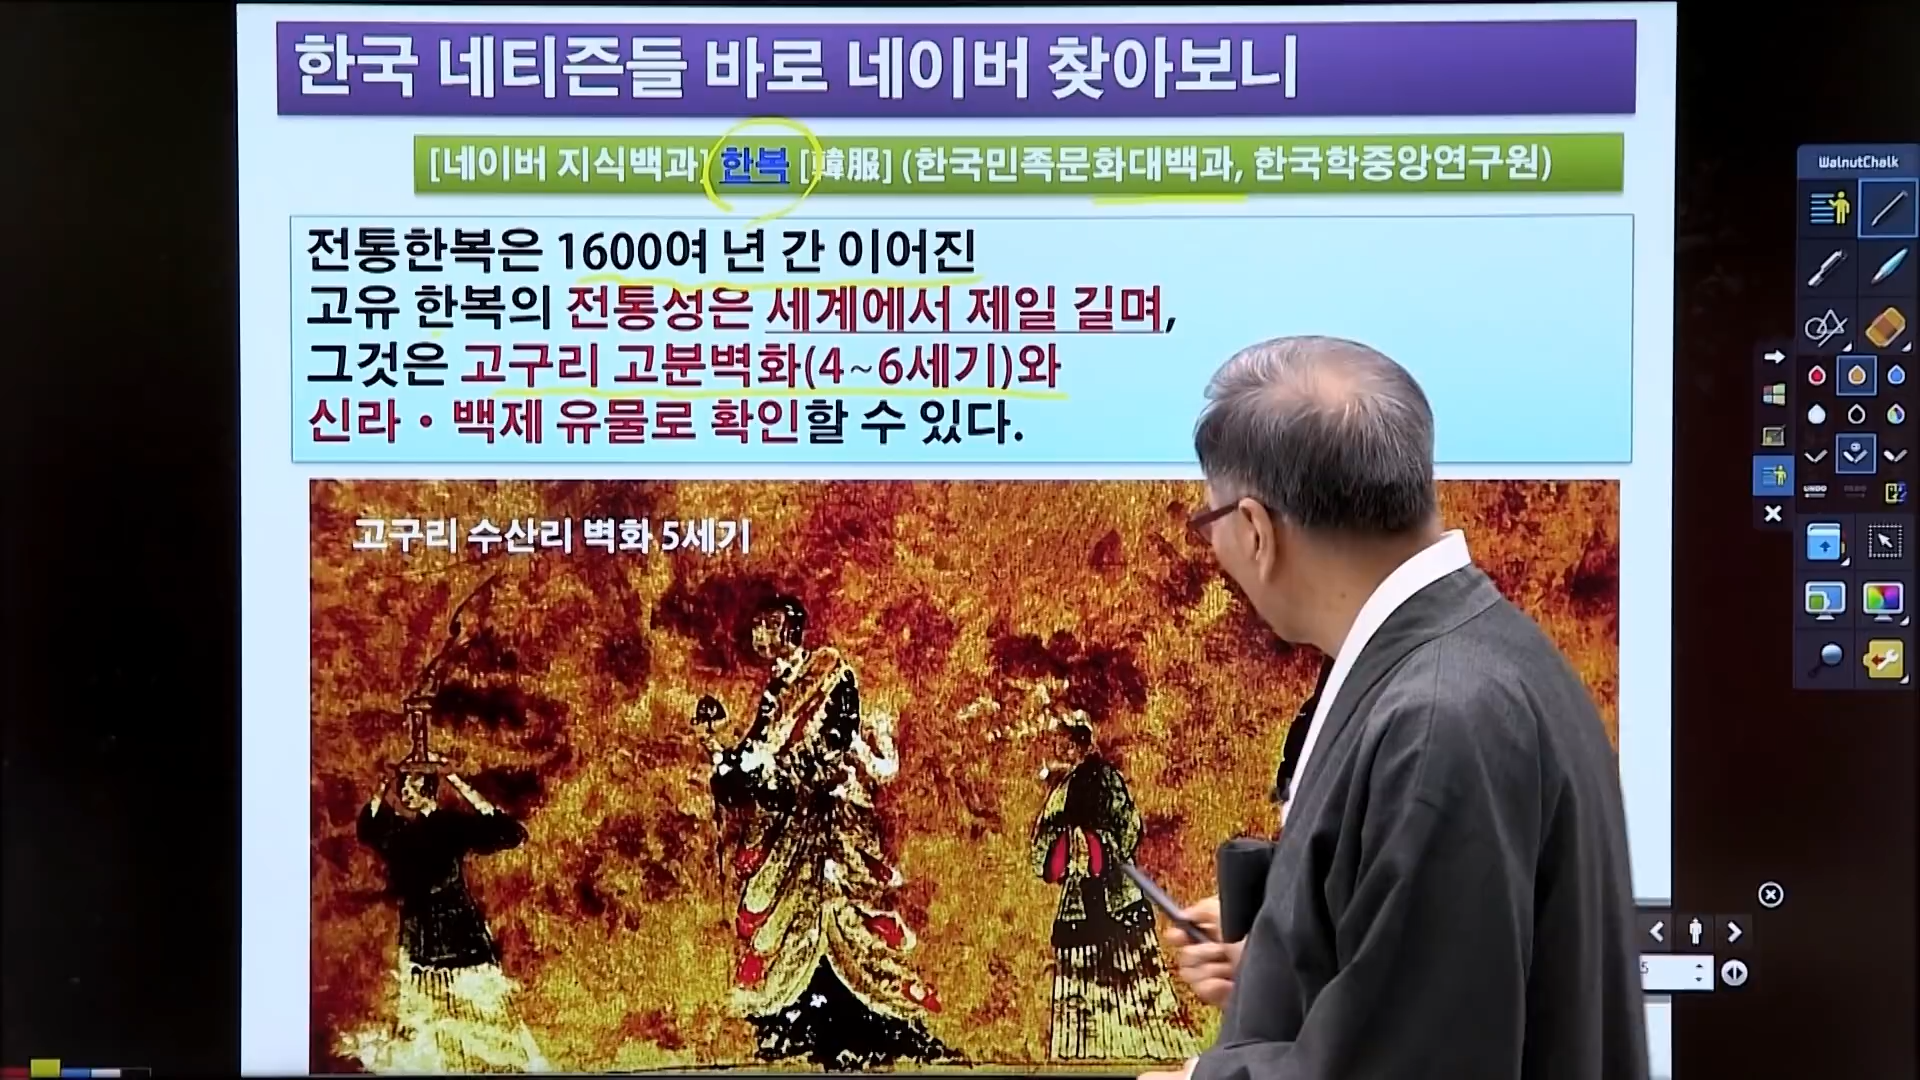 한국 네티즌들 바로 네이버 찾아보니
[네이버 지식백과] 한복 [韓服] (한국민족문화대백과, 한국학중앙연구원)
전통한복은 1600여 년 간 이어진
고유 한복의 전통성은 세계에서 제일 길며,
그것은 고구리 고분벽화(4~6세기)와
신라·백제 유물로 확인할 수 있다.
고구리 수산리 벽화 5세기
WalnutChalk
UNDO
5